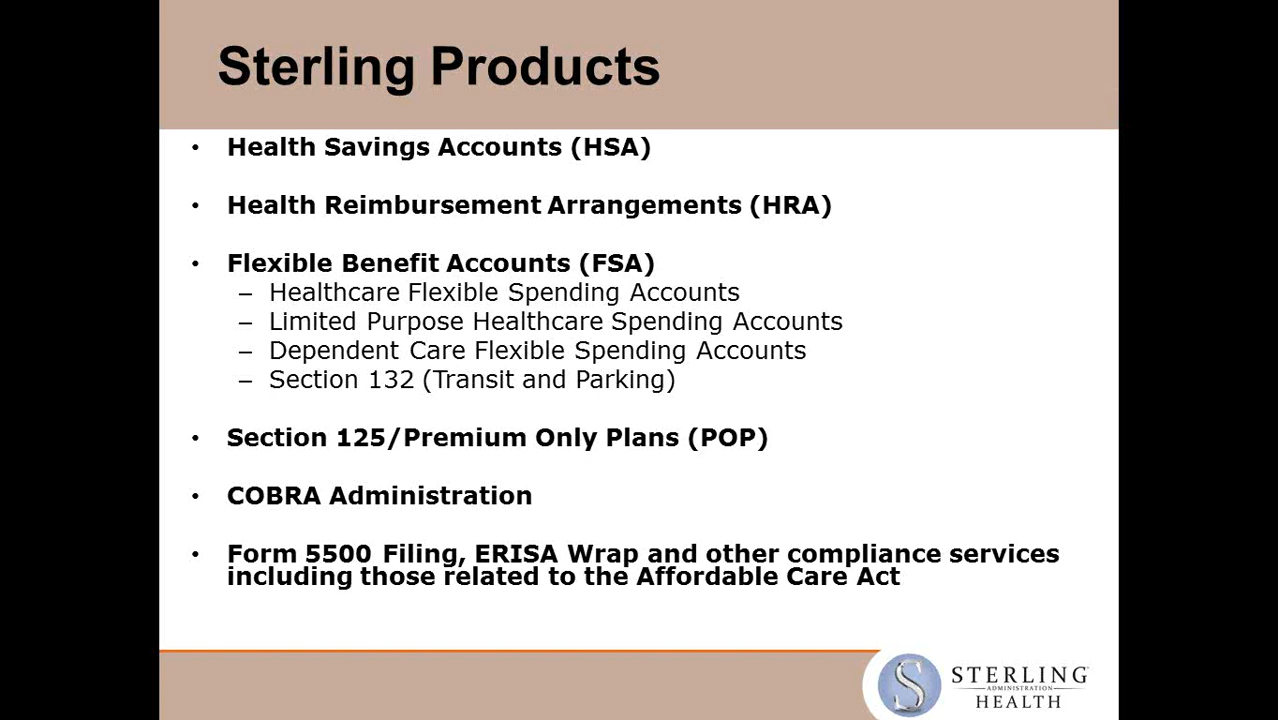 Sterling Products
• Health Savings Accounts (HSA)
• Health Reimbursement Arrangements (HRA)
• Flexible Benefit Accounts (FSA)
– Healthcare Flexible Spending Accounts
– Limited Purpose Healthcare Spending Accounts
– Dependent Care Flexible Spending Accounts
– Section 132 (Transit and Parking)
• Section 125/Premium Only Plans (POP)
• COBRA Administration
• Form 5500 Filing, ERISA Wrap and other compliance services
including those related to the Affordable Care Act
S
STERLING
ADMINISTRATION
HEALTH